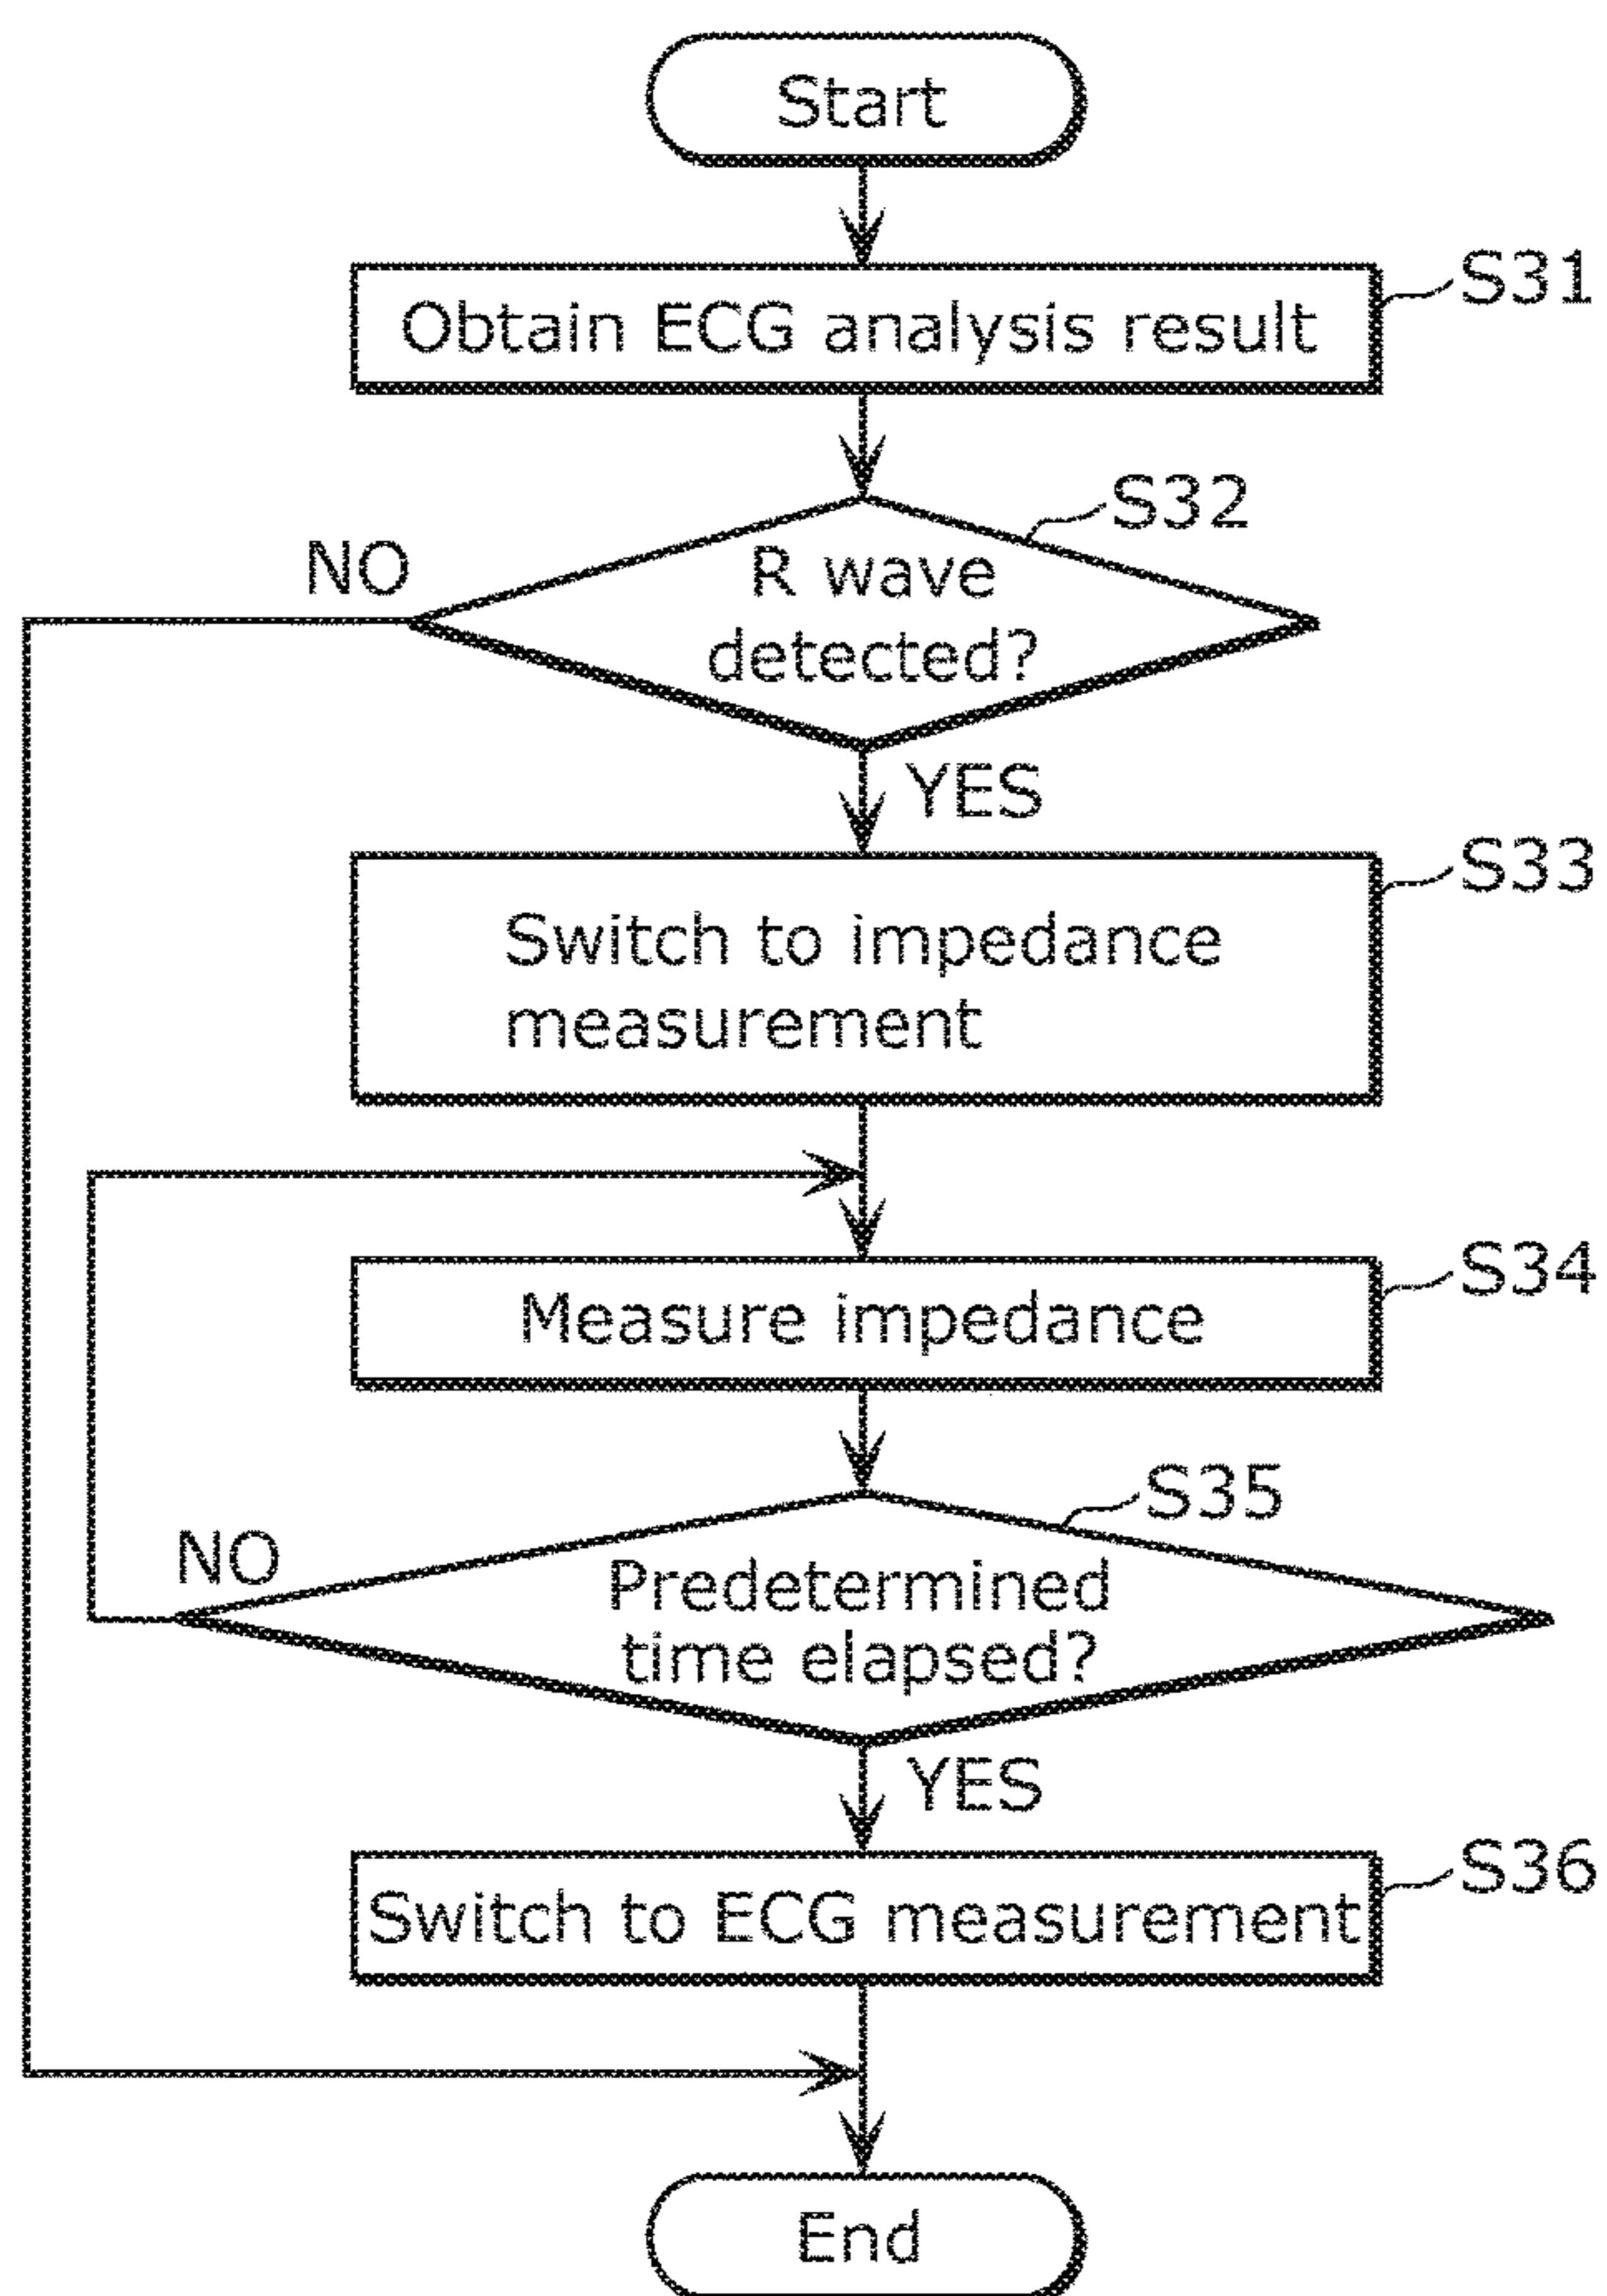 Start
Obtain ECG analysis result
S31
S32
NO
R wave
detected?
YES
S33
Switch to impedance
measurement
S34
Measure impedance
S35
NO
Predetermined
time elapsed?
YES
S36
Switch to ECG measurement
End